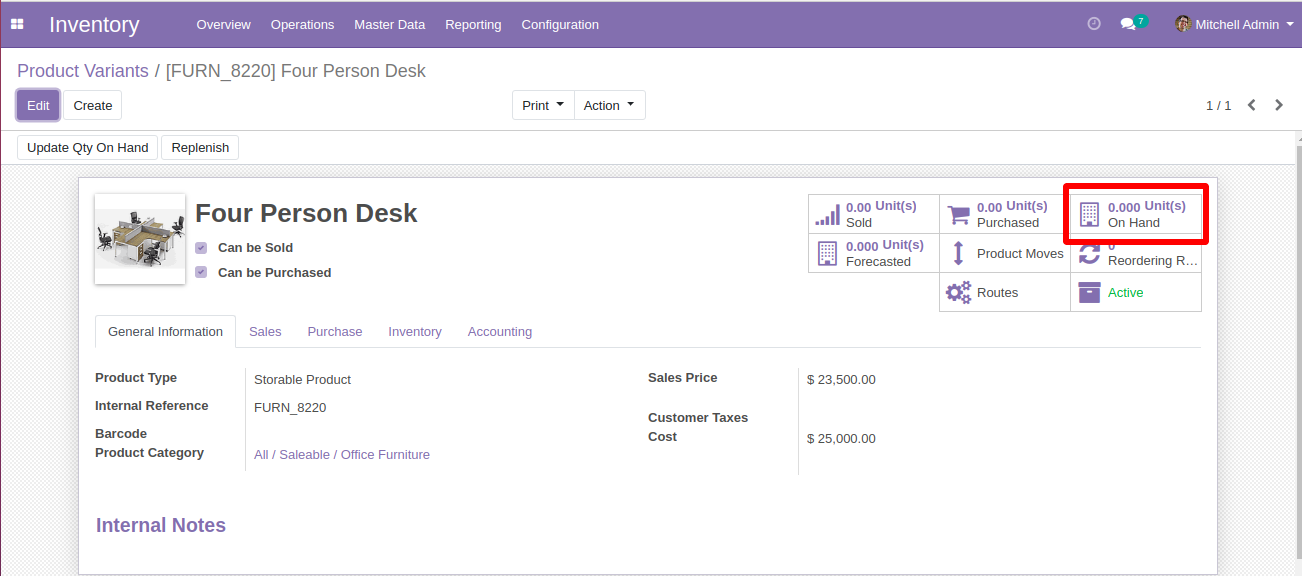 Inventory Overview Operations Master Data Reporting Configuration 7 Mitchell Admin
Product Variants / [FURN_8220] Four Person Desk
Edit Create Print Action 1 / 1
Update Qty On Hand Replenish
Four Person Desk
Can be Sold
Can be Purchased
0.00 Unit(s)
Sold
0.00 Unit(s)
Purchased
0.000 Unit(s)
On Hand
0.000 Unit(s)
Forecasted
Product Moves
0
Reordering R...
Routes
Active
General Information Sales Purchase Inventory Accounting
Product Type Storable Product
Internal Reference FURN_8220
Barcode
Product Category All / Saleable / Office Furniture
Sales Price $ 23,500.00
Customer Taxes
Cost $ 25,000.00
Internal Notes